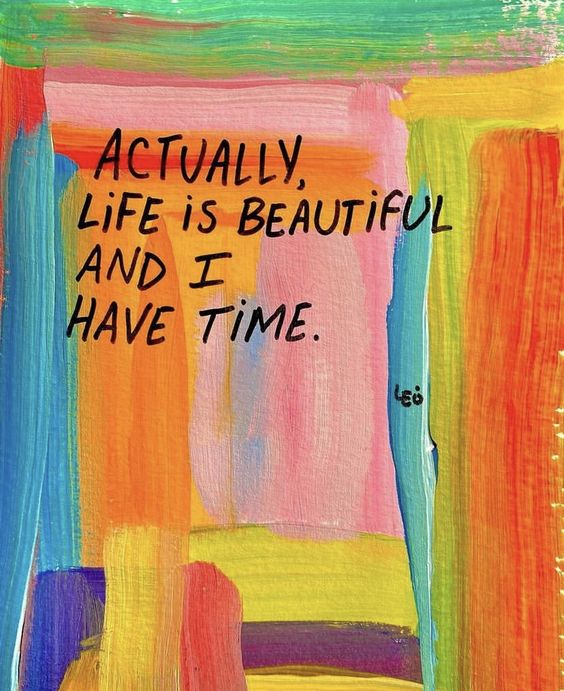 ACTUALLY,
LiFE iS BEAUTiFUL
AND I
HAVE TiME.
LEO